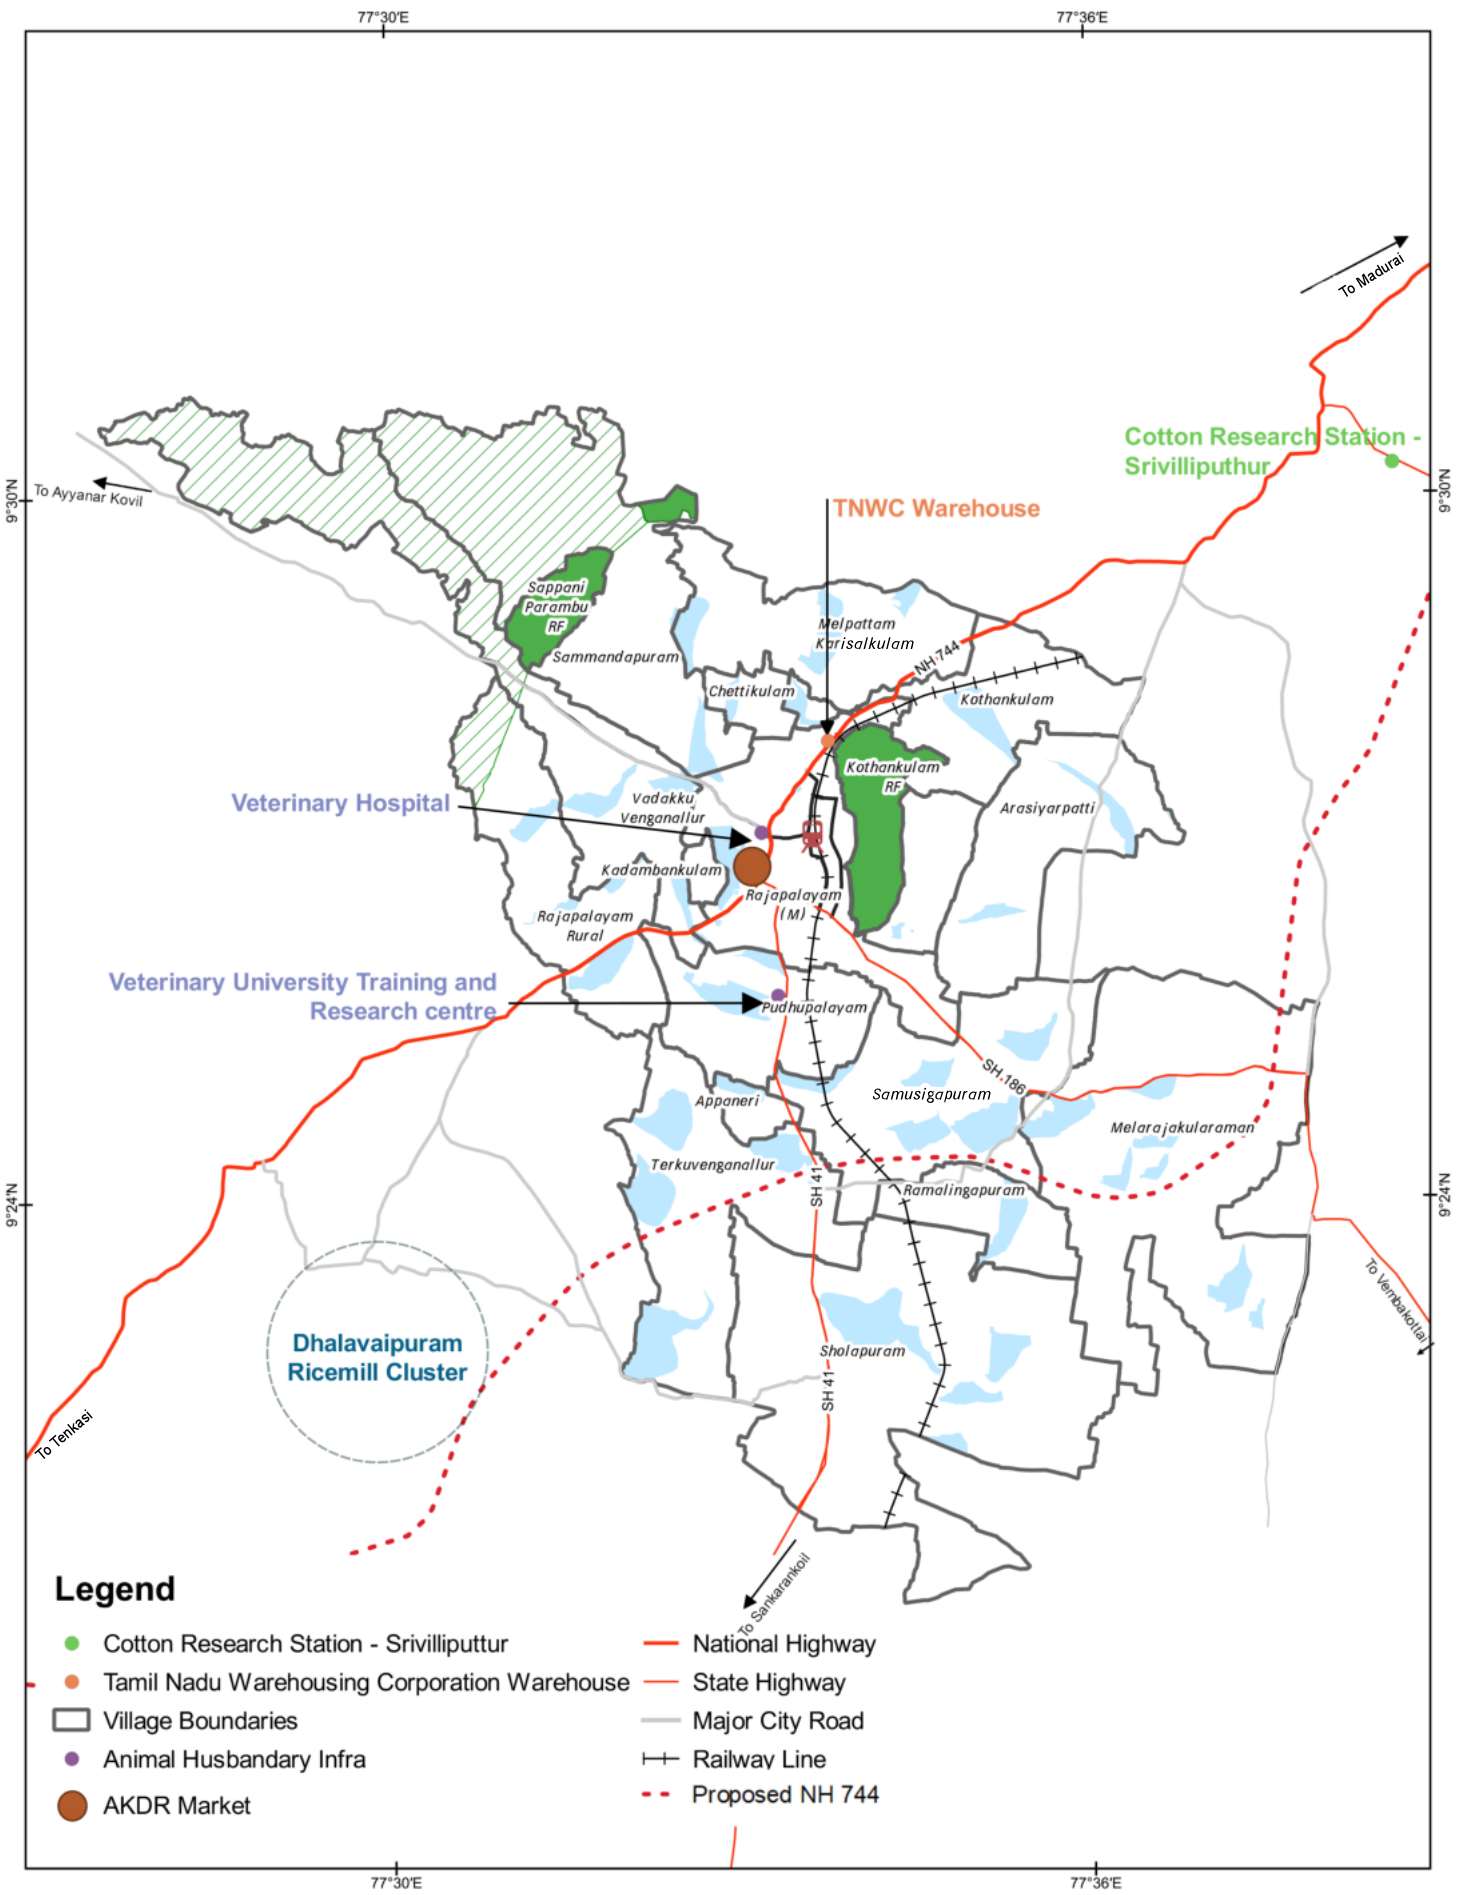 77°30'E
77°36'E
To Madurai
Cotton Research Station -
Srivilliputhur
9°30'N
9°30'N
To Ayyanar Kovil
TNWC Warehouse
Sappani
Parambu
RF
Melpattam
Karisalkulam
Sammandapuram
NH 744
Chettikulam
Kothankulam
Kothankulam
RF
Veterinary Hospital
Vadakku
Venganallur
Arasiyarpatti
Kadambankulam
Rajapalayam
(M)
Rajapalayam
Rural
Veterinary University Training and
Research centre
Pudhupalayam
SH 186
Samusigapuram
Appaneri
Melarajakularaman
Terkuvenganallur
SH 41
Ramalingapuram
9°24'N
9°24'N
To Vembakottai
Dhalavaipuram
Ricemill Cluster
Sholapuram
SH 41
To Tenkasi
To Sankarankoil
Legend
Cotton Research Station - Srivilliputtur
Tamil Nadu Warehousing Corporation Warehouse
Village Boundaries
Animal Husbandary Infra
AKDR Market
National Highway
State Highway
Major City Road
Railway Line
Proposed NH 744
77°30'E
77°36'E